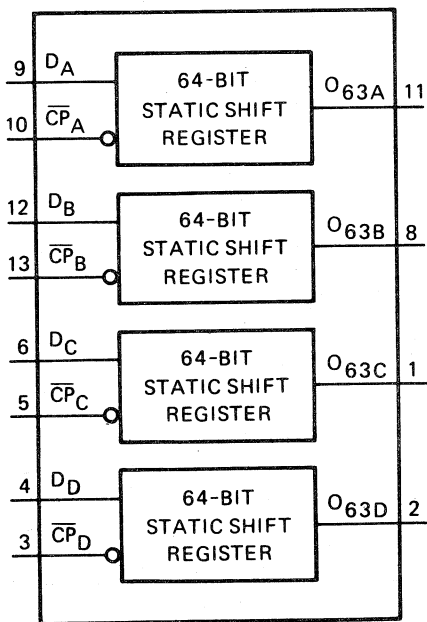 9 D_A 64-BIT STATIC SHIFT REGISTER O_63A 11
10 C̅P̅_A
12 D_B 64-BIT STATIC SHIFT REGISTER O_63B 8
13 C̅P̅_B
6 D_C 64-BIT STATIC SHIFT REGISTER O_63C 1
5 C̅P̅_C
4 D_D 64-BIT STATIC SHIFT REGISTER O_63D 2
3 C̅P̅_D